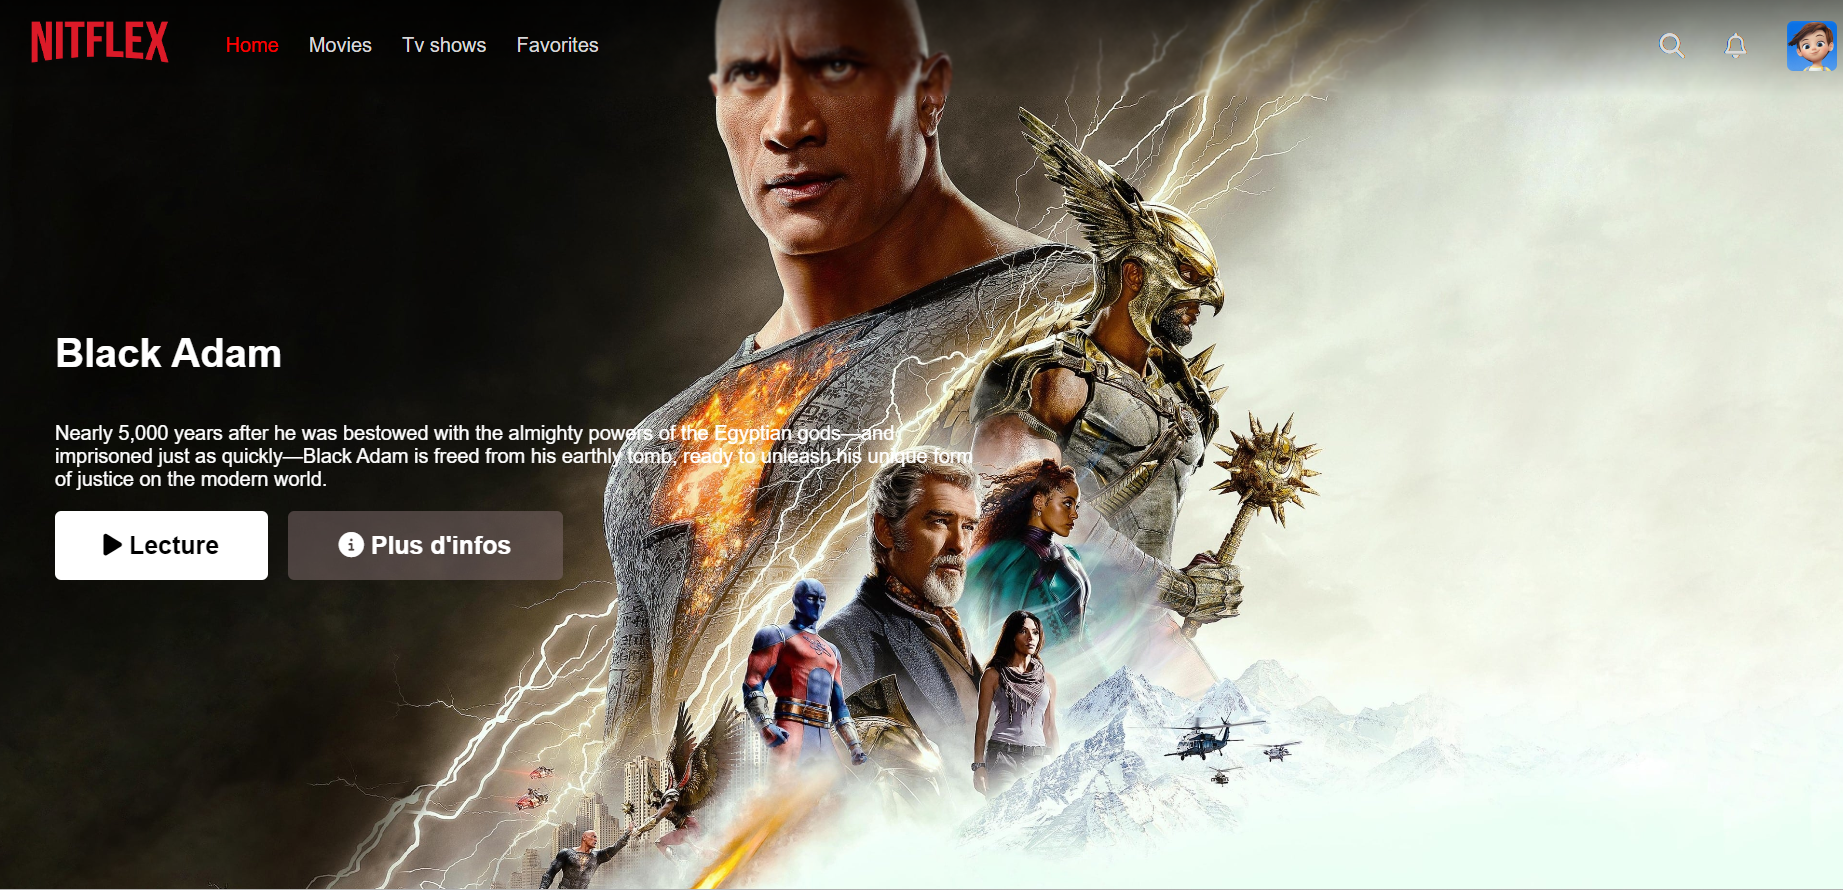 NITFLEX
Home
Movies
Tv shows
Favorites
Black Adam
Nearly 5,000 years after he was bestowed with the almighty powers of the Egyptian gods—and
imprisoned just as quickly—Black Adam is freed from his earthly tomb, ready to unleash his unique form
of justice on the modern world.
Lecture
Plus d'infos